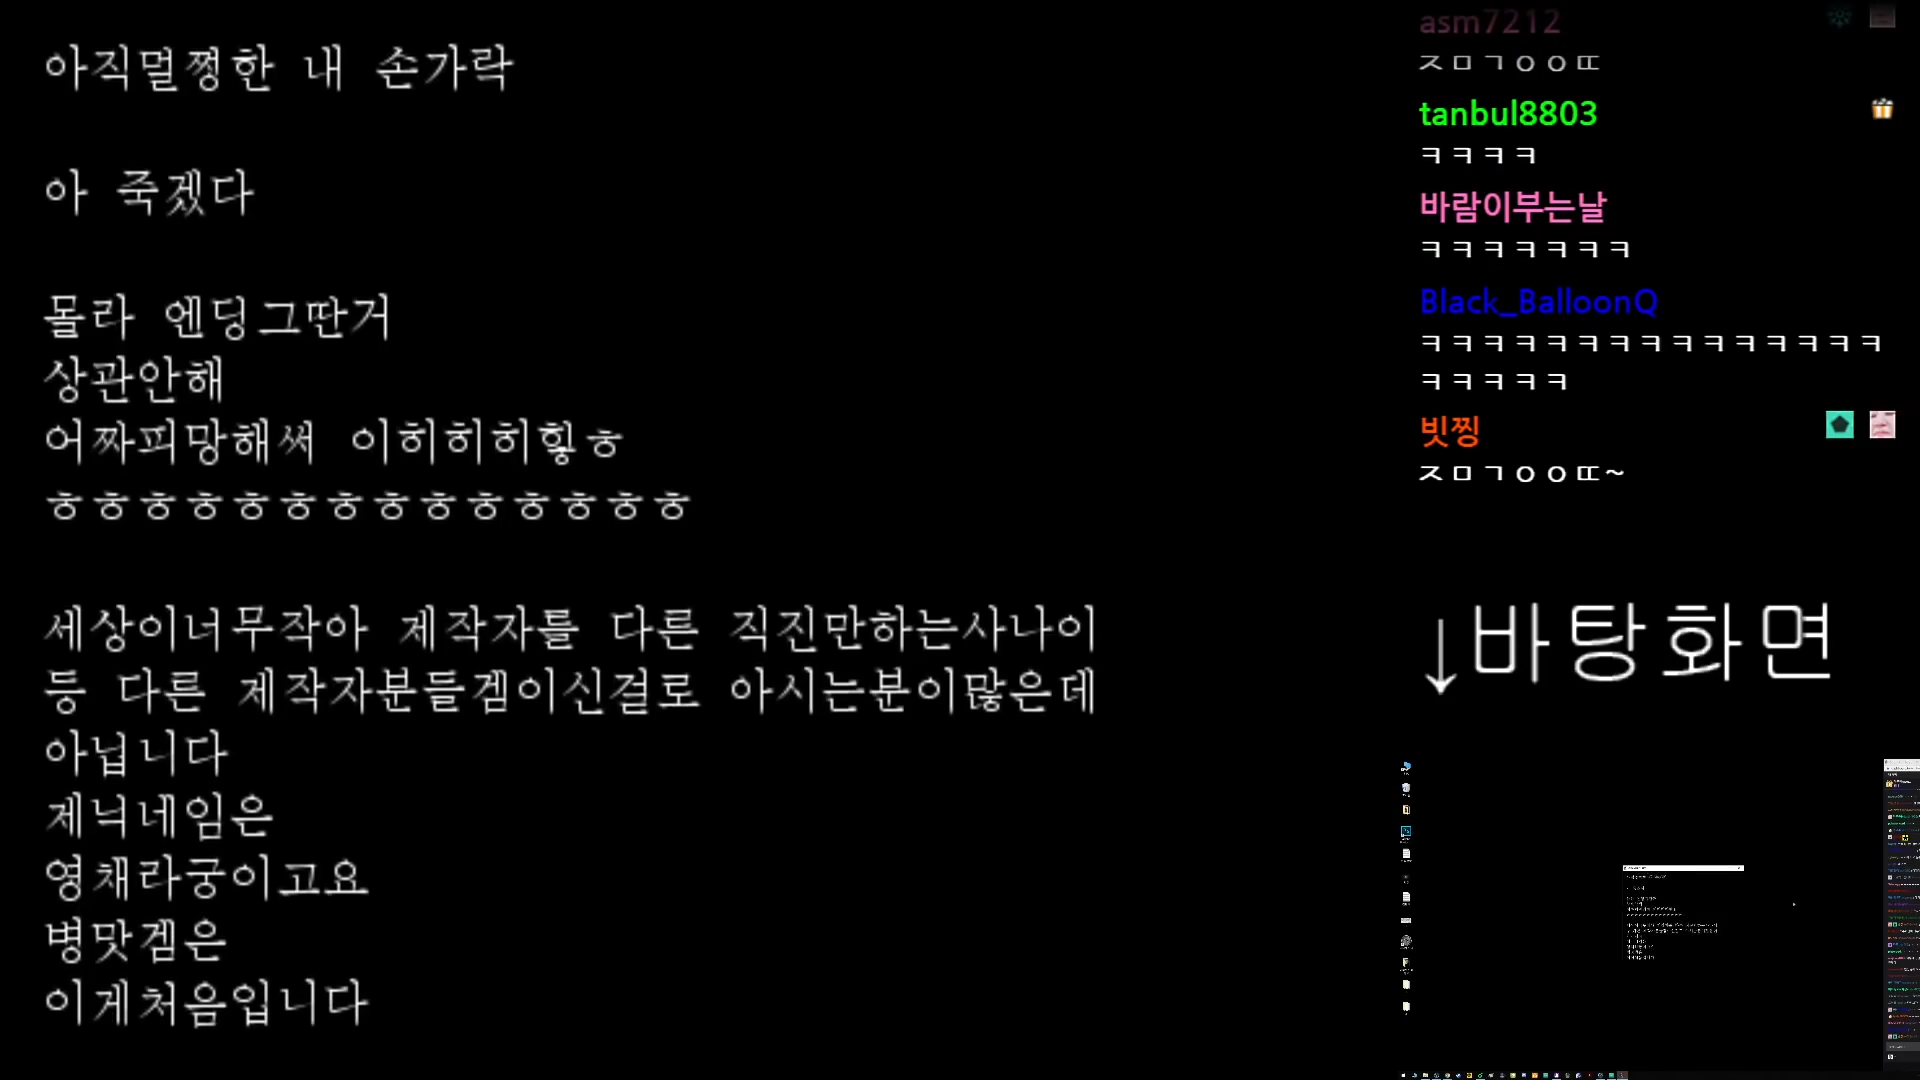 아직멀쩡한 내 손가락
아 죽겠다
몰라 엔딩그딴거
상관안해
어짜피망해써 이히히히힣ㅎ
ㅎㅎㅎㅎㅎㅎㅎㅎㅎㅎㅎㅎㅎㅎ
세상이너무작아 제작자를 다른 직진만하는사나이
등 다른 제작자분들겜이신걸로 아시는분이많은데
아닙니다
제닉네임은
영채라궁이고요
병맛겜은
이게처음입니다
asm7212
ㅈㅁㄱㅇㅇㄸ
tanbul8803
ㅋㅋㅋㅋ
바람이부는날
ㅋㅋㅋㅋㅋㅋㅋ
Black_BalloonQ
ㅋㅋㅋㅋㅋㅋㅋㅋㅋㅋㅋㅋㅋㅋㅋ
ㅋㅋㅋㅋㅋ
빗찡
ㅈㅁㄱㅇㅇㄸ~
↓바탕화면